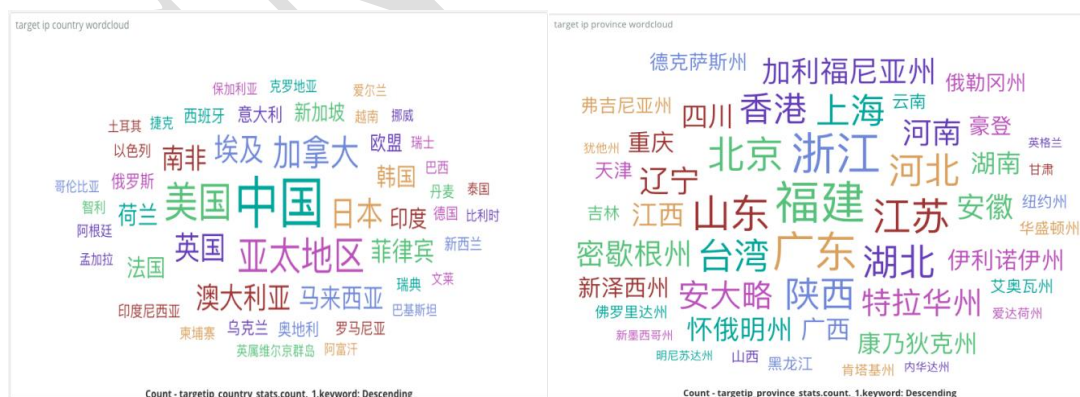 target ip country wordcloud
保加利亚 克罗地亚 爱尔兰
土耳其 捷克 西班牙 意大利 新加坡 越南 挪威
以色列 南非 埃及 加拿大 欧盟 瑞士
哥伦比亚 俄罗斯 韩国 巴西
智利 荷兰 美国 中国 日本 印度 丹麦 泰国
阿根廷 德国 比利时
孟加拉 法国 英国 亚太地区 菲律宾 新西兰
印度尼西亚 澳大利亚 马来西亚 瑞典 文莱
巴基斯坦
柬埔寨 乌克兰 奥地利 罗马尼亚
英属维尔京群岛 阿富汗
Count - targetip_country_stats.count_1.keyword: Descending
target ip province wordcloud
德克萨斯州 加利福尼亚州 俄勒冈州
弗吉尼亚州 四川 香港 上海 云南
犹他州 重庆 北京 浙江 河南 豪登 英格兰
天津 辽宁 河北 湖南 甘肃
吉林 江西 山东 福建 江苏 安徽 纽约州
华盛顿州
密歇根州 台湾 广东 湖北 伊利诺伊州
新泽西州 安大略 陕西 特拉华州 艾奥瓦州
佛罗里达州 爱达荷州
新墨西哥州 怀俄明州 广西 康乃狄克州
明尼苏达州 山西 黑龙江 肯塔基州 内华达州
Count - targetip_province_stats.count_1.keyword: Descending